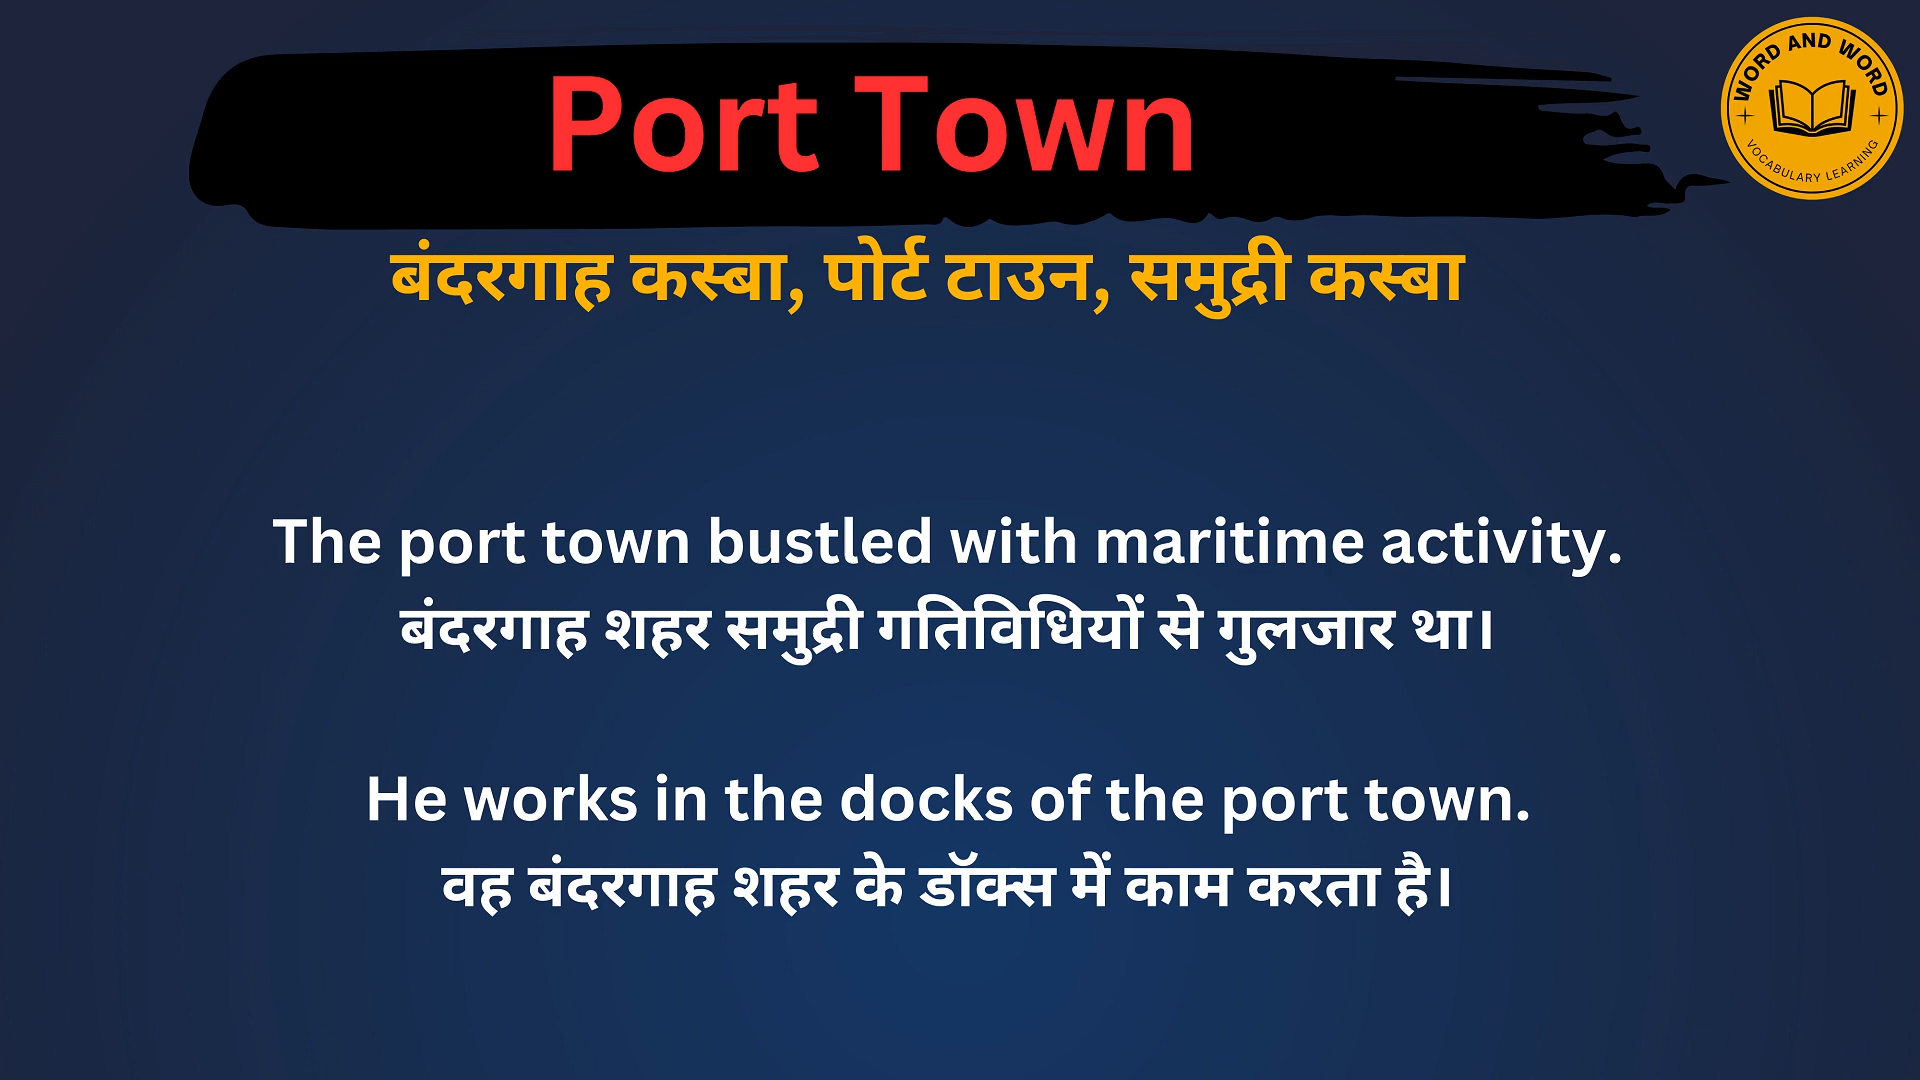 Port Town
WORD AND WORD
VOCABULARY LEARNING
बंदरगाह कस्बा, पोर्ट टाउन, समुद्री कस्बा
The port town bustled with maritime activity.
बंदरगाह शहर समुद्री गतिविधियों से गुलजार था।
He works in the docks of the port town.
वह बंदरगाह शहर के डॉक्स में काम करता है।